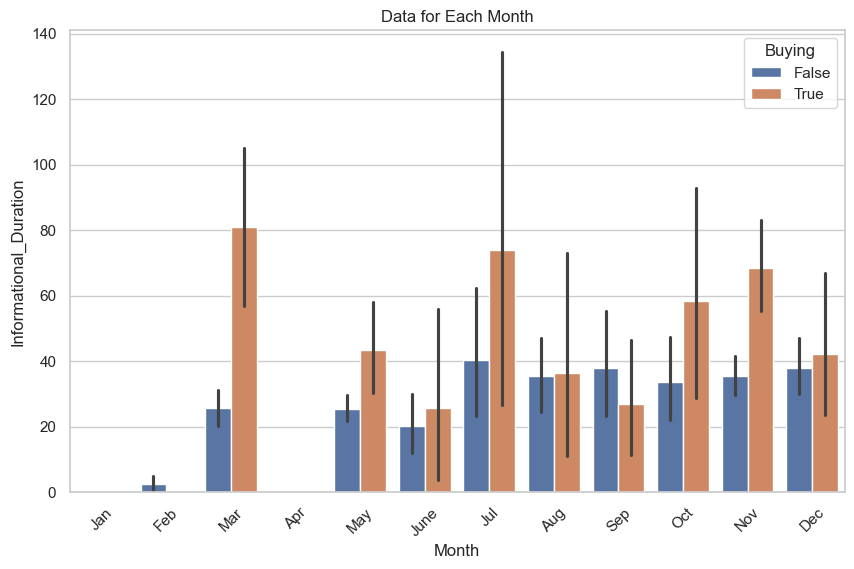 Data for Each Month
Informational_Duration
140
120
100
80
60
40
20
0
Buying
False
True
Jan
Feb
Mar
Apr
May
June
Jul
Aug
Sep
Oct
Nov
Dec
Month